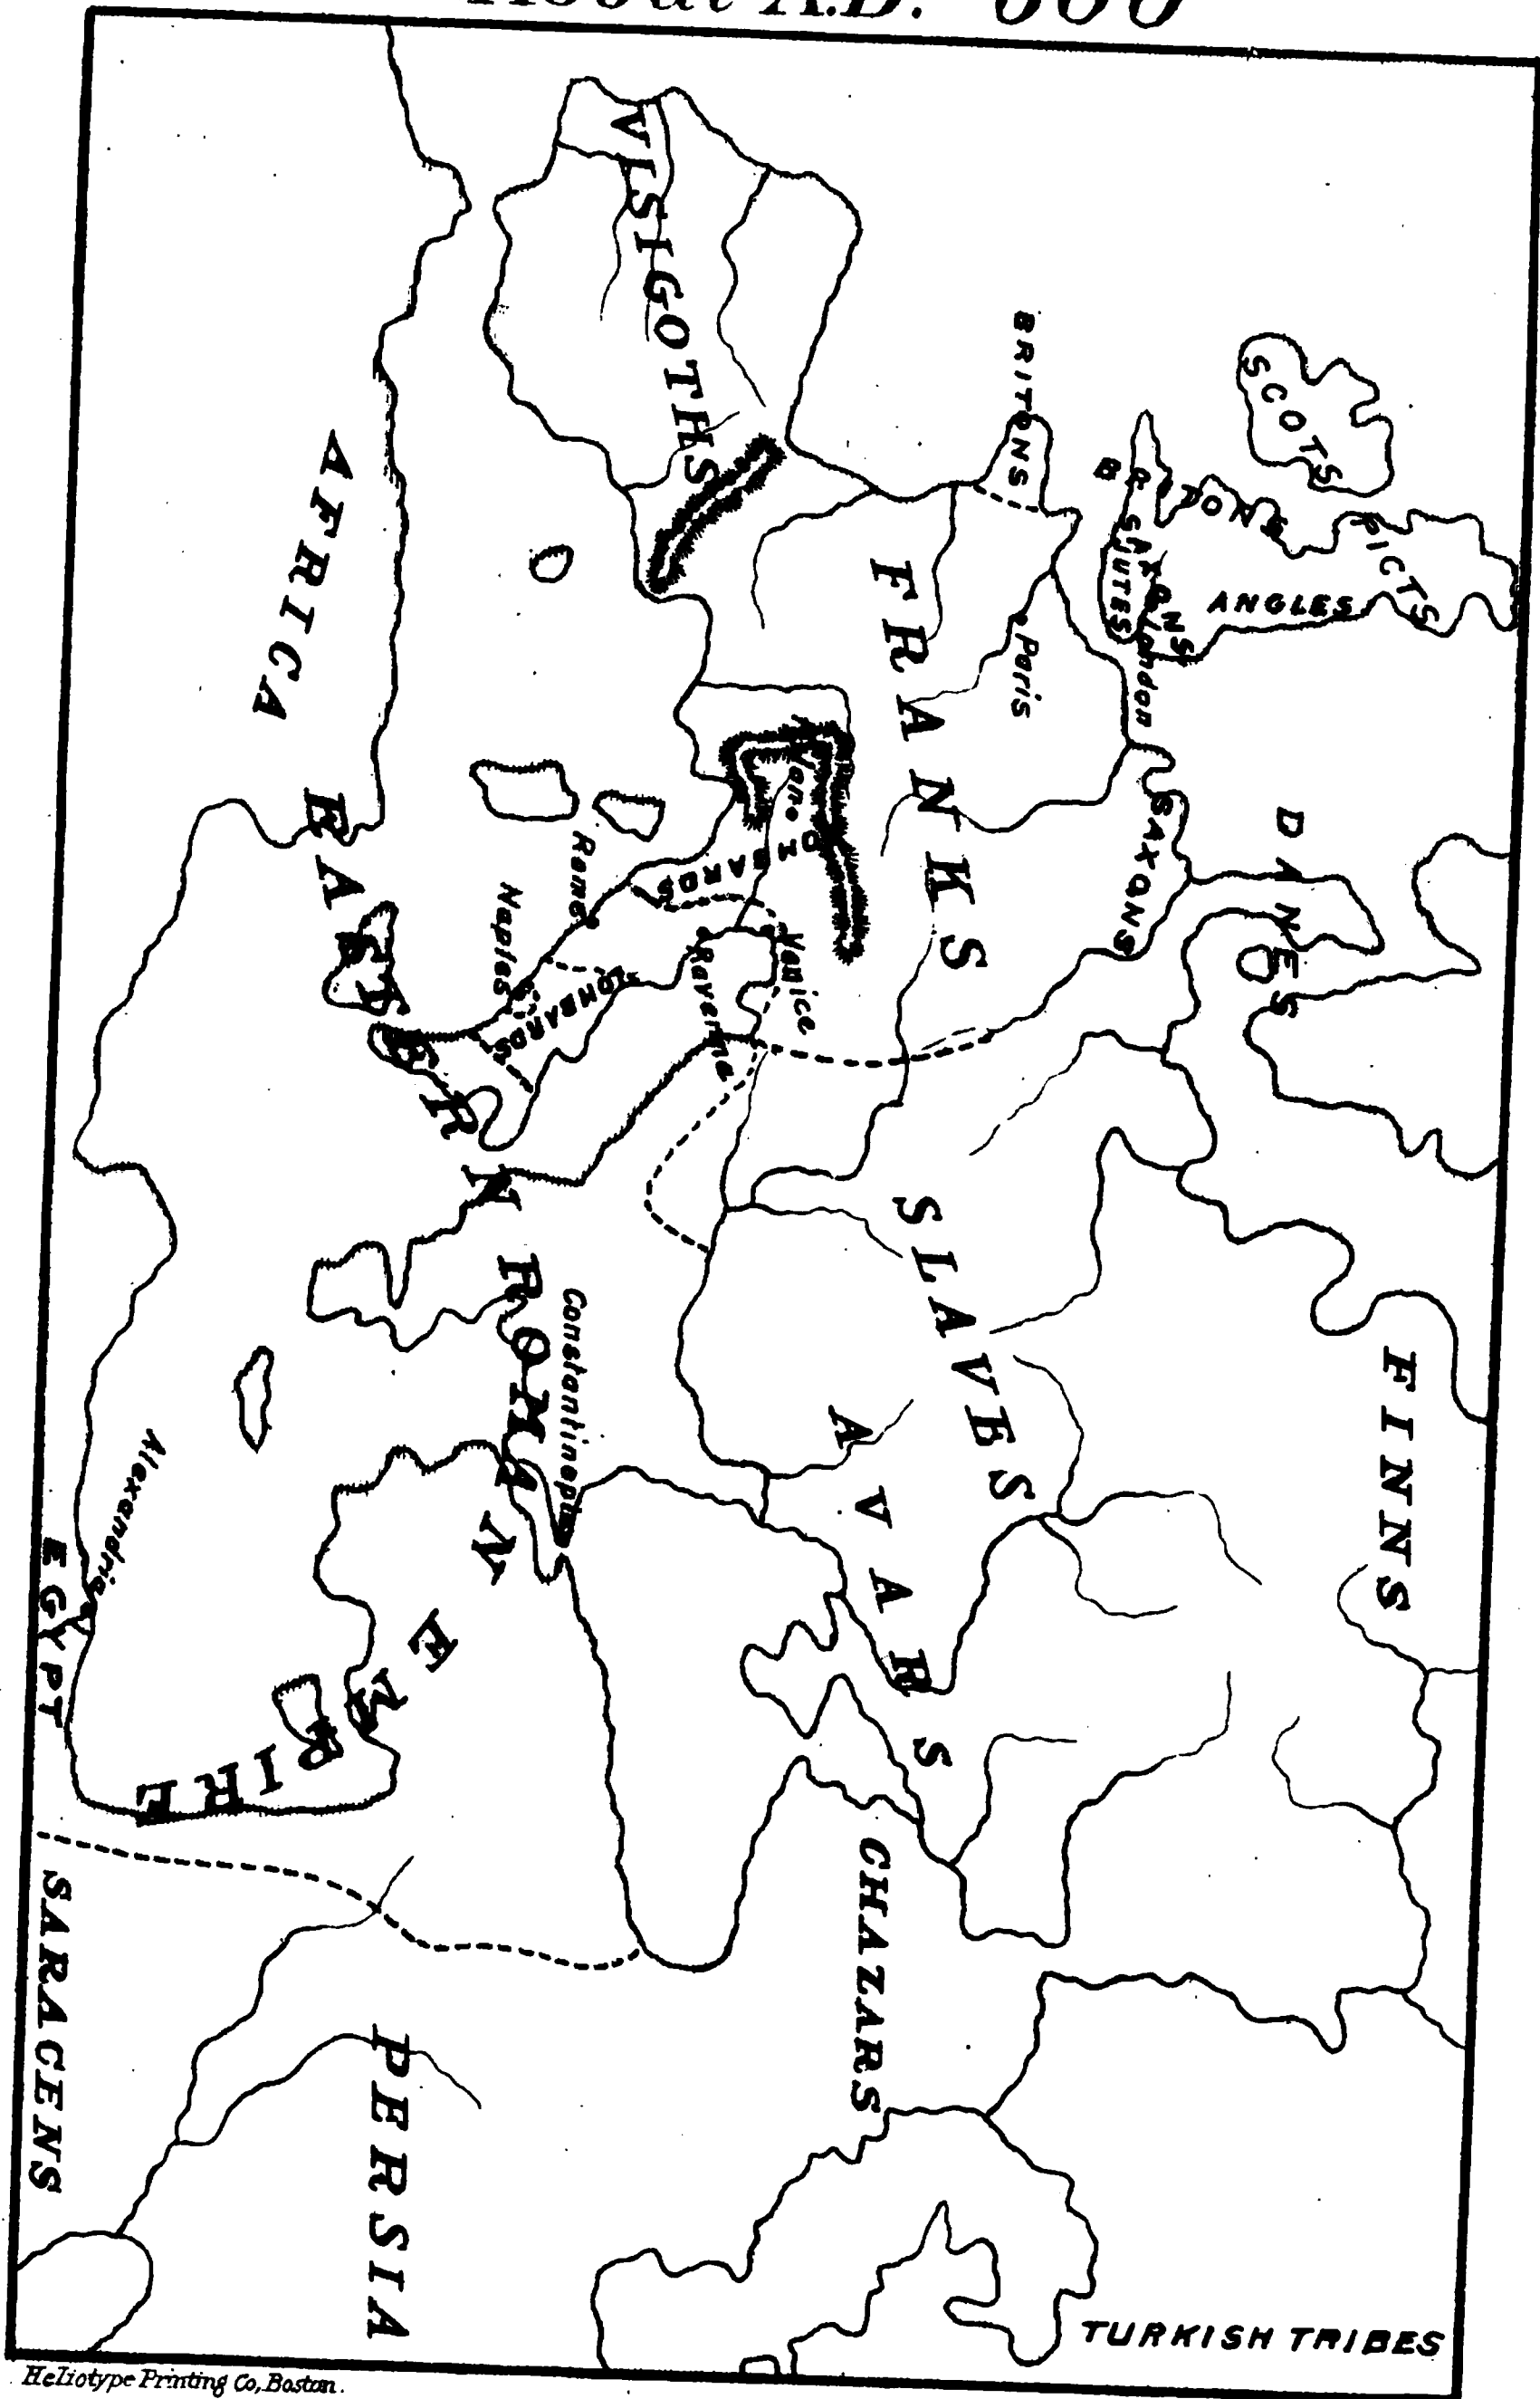 About A.D.
SCOTS
PICTS
BRITONS
ANGLES
SAXONS
JUTES
London
BRITONS
DANES
SAXONS
FINNS
Paris
FRANKS
SLAVES
AVARS
CHAZARS
TURKISH TRIBES
VISIGOTHS
LOMBARDS
Venice
Ravenna
Rome
Naples
LOMBARDS
Constantinople
EASTERN ROMAN EMPIRE
AFRICA
Alexandria
EGYPT
SARACENS
PERSIA
Heliotype Printing Co, Boston.